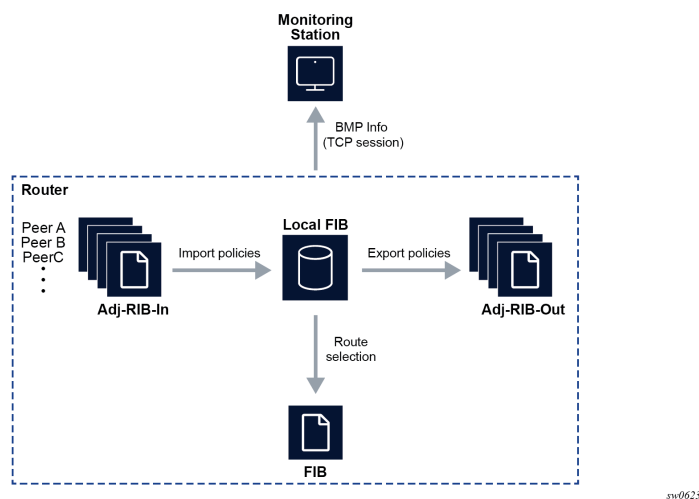 Monitoring
Station
BMP Info
(TCP session)
Router
Peer A
Peer B
PeerC
Import policies
Local FIB
Export policies
Adj-RIB-In
Adj-RIB-Out
Route
selection
FIB